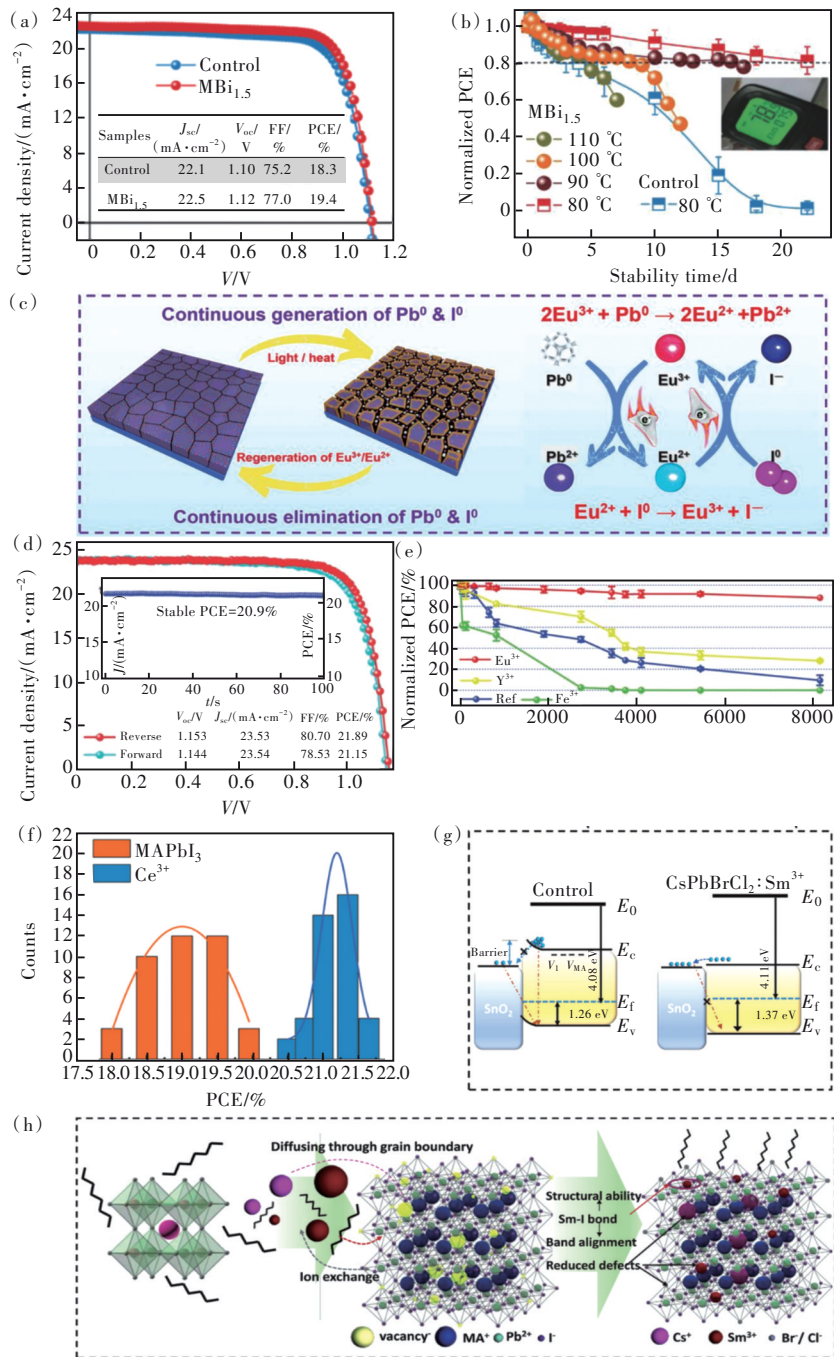 (a)
Current density/(mA·cm⁻²)
24
21
18
15
12
9
6
3
0
Control
MBi₁.₅
Samples Jsc/(mA·cm⁻²) Voc/V FF/% PCE/%
Control 22.1 1.10 75.2 18.3
MBi₁.₅ 22.5 1.12 77.0 19.4
0 0.2 0.4 0.6 0.8 1.0 1.2
V/V
(b)
Normalized PCE
1.0
0.8
0.6
0.4
0.2
0
MBi₁.₅
110 ℃
100 ℃
90 ℃
80 ℃
Control
80 ℃
0 5 10 15 20
Stability time/d
(c)
Continuous generation of Pb⁰ & I⁰
Light / heat
Regeneration of Eu³⁺/Eu²⁺
Continuous elimination of Pb⁰ & I⁰
2Eu³⁺ + Pb⁰ → 2Eu²⁺ +Pb²⁺
Pb⁰ Eu³⁺ I⁻
e⁻ e⁻
Pb²⁺ Eu²⁺ I⁰
Eu²⁺ + I⁰ → Eu³⁺ + I⁻
(d)
Current density/(mA·cm⁻²)
25
20
15
10
5
0
J/(mA·cm⁻²)
20
10
Stable PCE=20.9%
PCE/%
20
15
10
0 20 40 60 80 100
t/s
Voc/V Jsc/(mA·cm⁻²) FF/% PCE/%
Reverse 1.153 23.53 80.70 21.89
Forward 1.144 23.54 78.53 21.15
0 0.2 0.4 0.6 0.8 1.0
V/V
(e)
Normalized PCE/%
100
80
60
40
20
0
Eu³⁺
Y³⁺
Ref Fe³⁺
0 2000 4000 6000 8000
(f)
Counts
22
20
18
16
14
12
10
8
6
4
2
0
MAPbI₃
Ce³⁺
17.5 18.0 18.5 19.0 19.5 20.0 20.5 21.0 21.5 22.0
PCE/%
(g)
Control
E₀
Barrier
Ec
VI VMA
4.08 eV
SnO₂
Ef
1.26 eV
Ev
CsPbBrCl₂:Sm³⁺
E₀
Ec
4.11 eV
SnO₂
Ef
1.37 eV
Ev
(h)
Diffusing through grain boundary
Ion exchange
Structural ability
Sm-I bond
Band alignment
Reduced defects
vacancy⁻ MA⁺ Pb²⁺ I⁻
Cs⁺ Sm³⁺ Br⁻/ Cl⁻